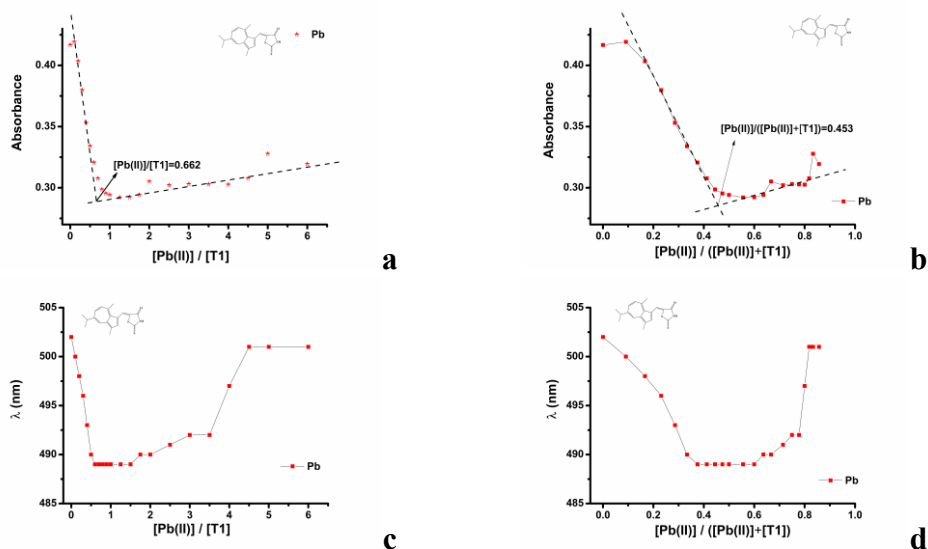 0.40
0.35
0.30
Absorbance
Pb
[Pb(II)]/[T1]=0.662
0 1 2 3 4 5 6
[Pb(II)] / [T1]
a
0.40
0.35
0.30
Absorbance
[Pb(II)]/([Pb(II)]+[T1])=0.453
Pb
0.0 0.2 0.4 0.6 0.8 1.0
[Pb(II)] / ([Pb(II)]+[T1])
b
505
500
495
490
485
λ (nm)
Pb
0 1 2 3 4 5 6
[Pb(II)] / [T1]
c
505
500
495
490
485
λ (nm)
Pb
0.0 0.2 0.4 0.6 0.8 1.0
[Pb(II)] / ([Pb(II)]+[T1])
d